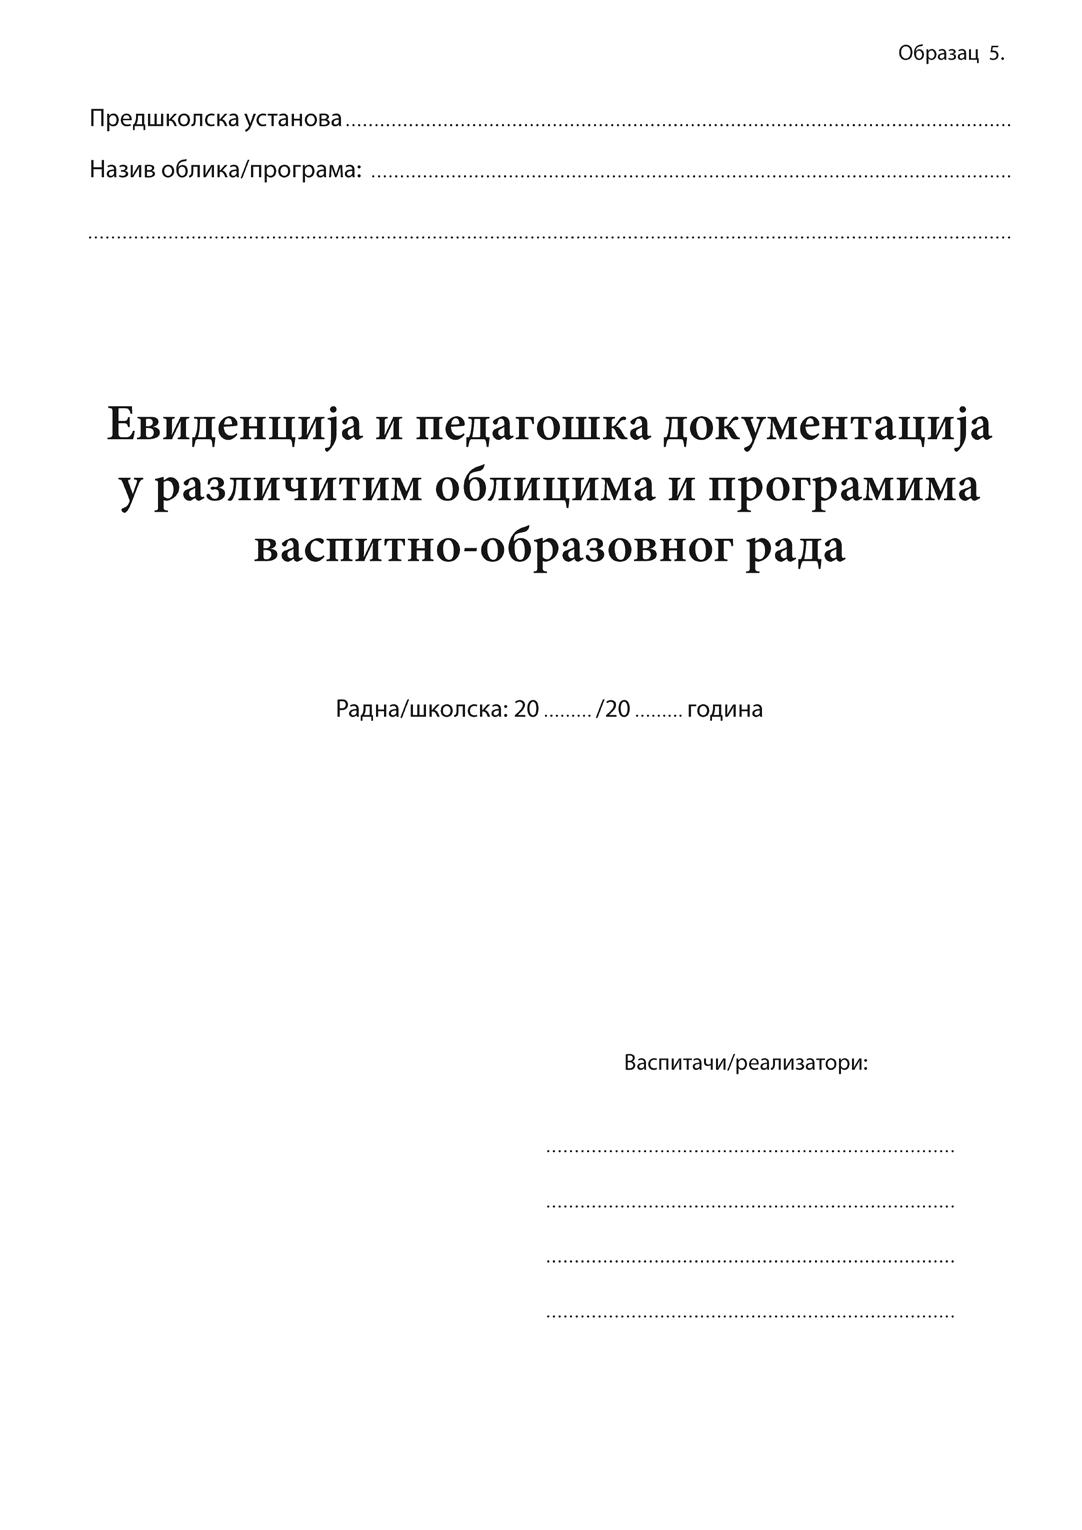 Образац 5.
Предшколска установа........................................................................................................................
Назив облика/програма: ...................................................................................................................
......................................................................................................................................................................
Евиденција и педагошка документација
у различитим облицима и програмима
васпитно-образовног рада
Радна/школска: 20 ......... /20 ......... година
Васпитачи/реализатори:
..........................................................................
..........................................................................
..........................................................................
..........................................................................